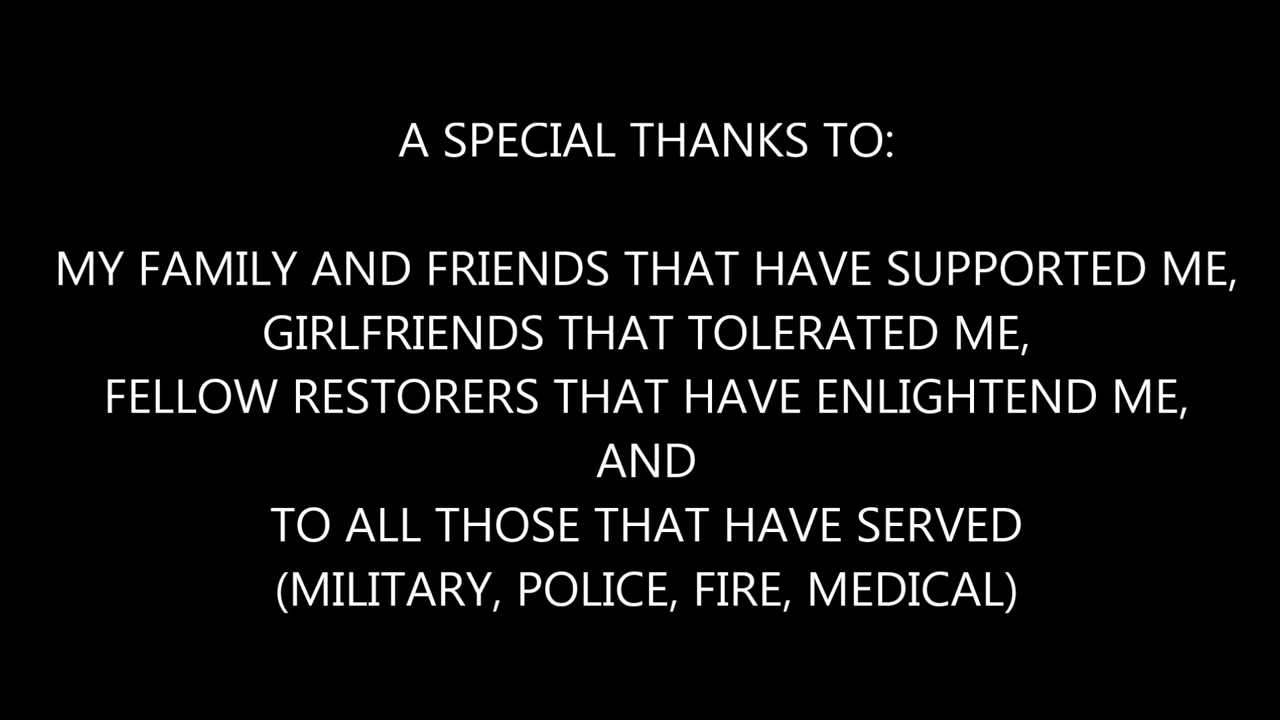 A SPECIAL THANKS TO:
MY FAMILY AND FRIENDS THAT HAVE SUPPORTED ME,
GIRLFRIENDS THAT TOLERATED ME,
FELLOW RESTORERS THAT HAVE ENLIGHTEND ME,
AND
TO ALL THOSE THAT HAVE SERVED
(MILITARY, POLICE, FIRE, MEDICAL)